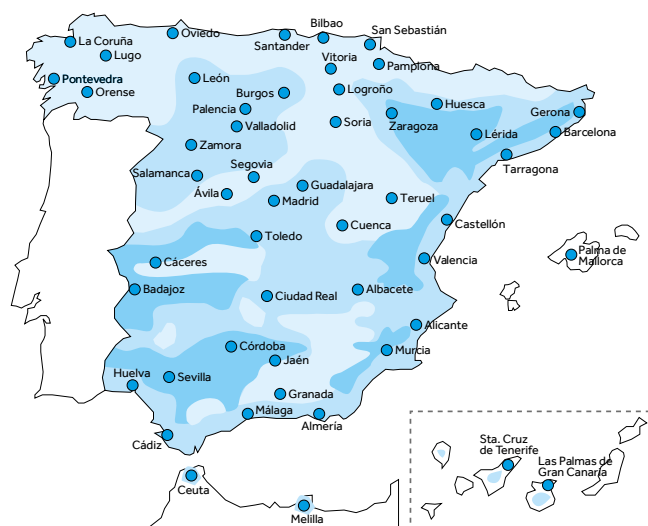 Bilbao
Oviedo
San Sebastián
La Coruña
Santander
Lugo
Vitoria
Pamplona
Pontevedra
León
Orense
Burgos
Logroño
Huesca
Palencia
Gerona
Zaragoza
Valladolid
Soria
Lérida
Barcelona
Zamora
Segovia
Tarragona
Salamanca
Guadalajara
Ávila
Madrid
Teruel
Cuenca
Castellón
Toledo
Palma de
Mallorca
Cáceres
Valencia
Badajoz
Ciudad Real
Albacete
Alicante
Córdoba
Murcia
Jaén
Huelva
Sevilla
Granada
Málaga
Almería
Cádiz
Sta. Cruz
de Tenerife
Las Palmas de
Gran Canaria
Ceuta
Melilla